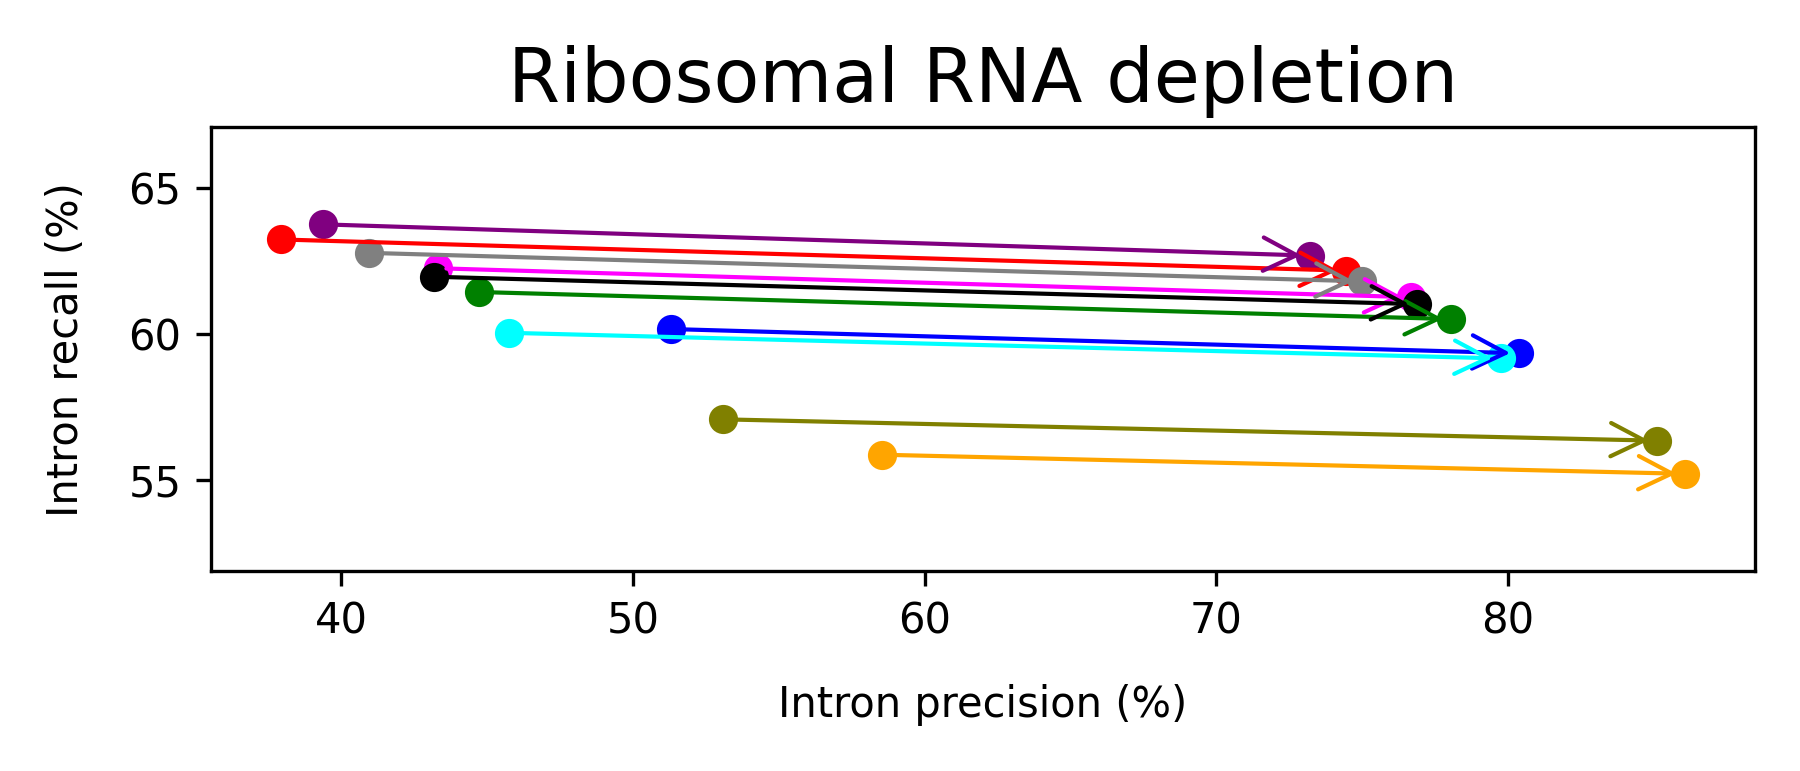 Ribosomal RNA depletion
Intron recall (%)
65
60
55
40 50 60 70 80
Intron precision (%)